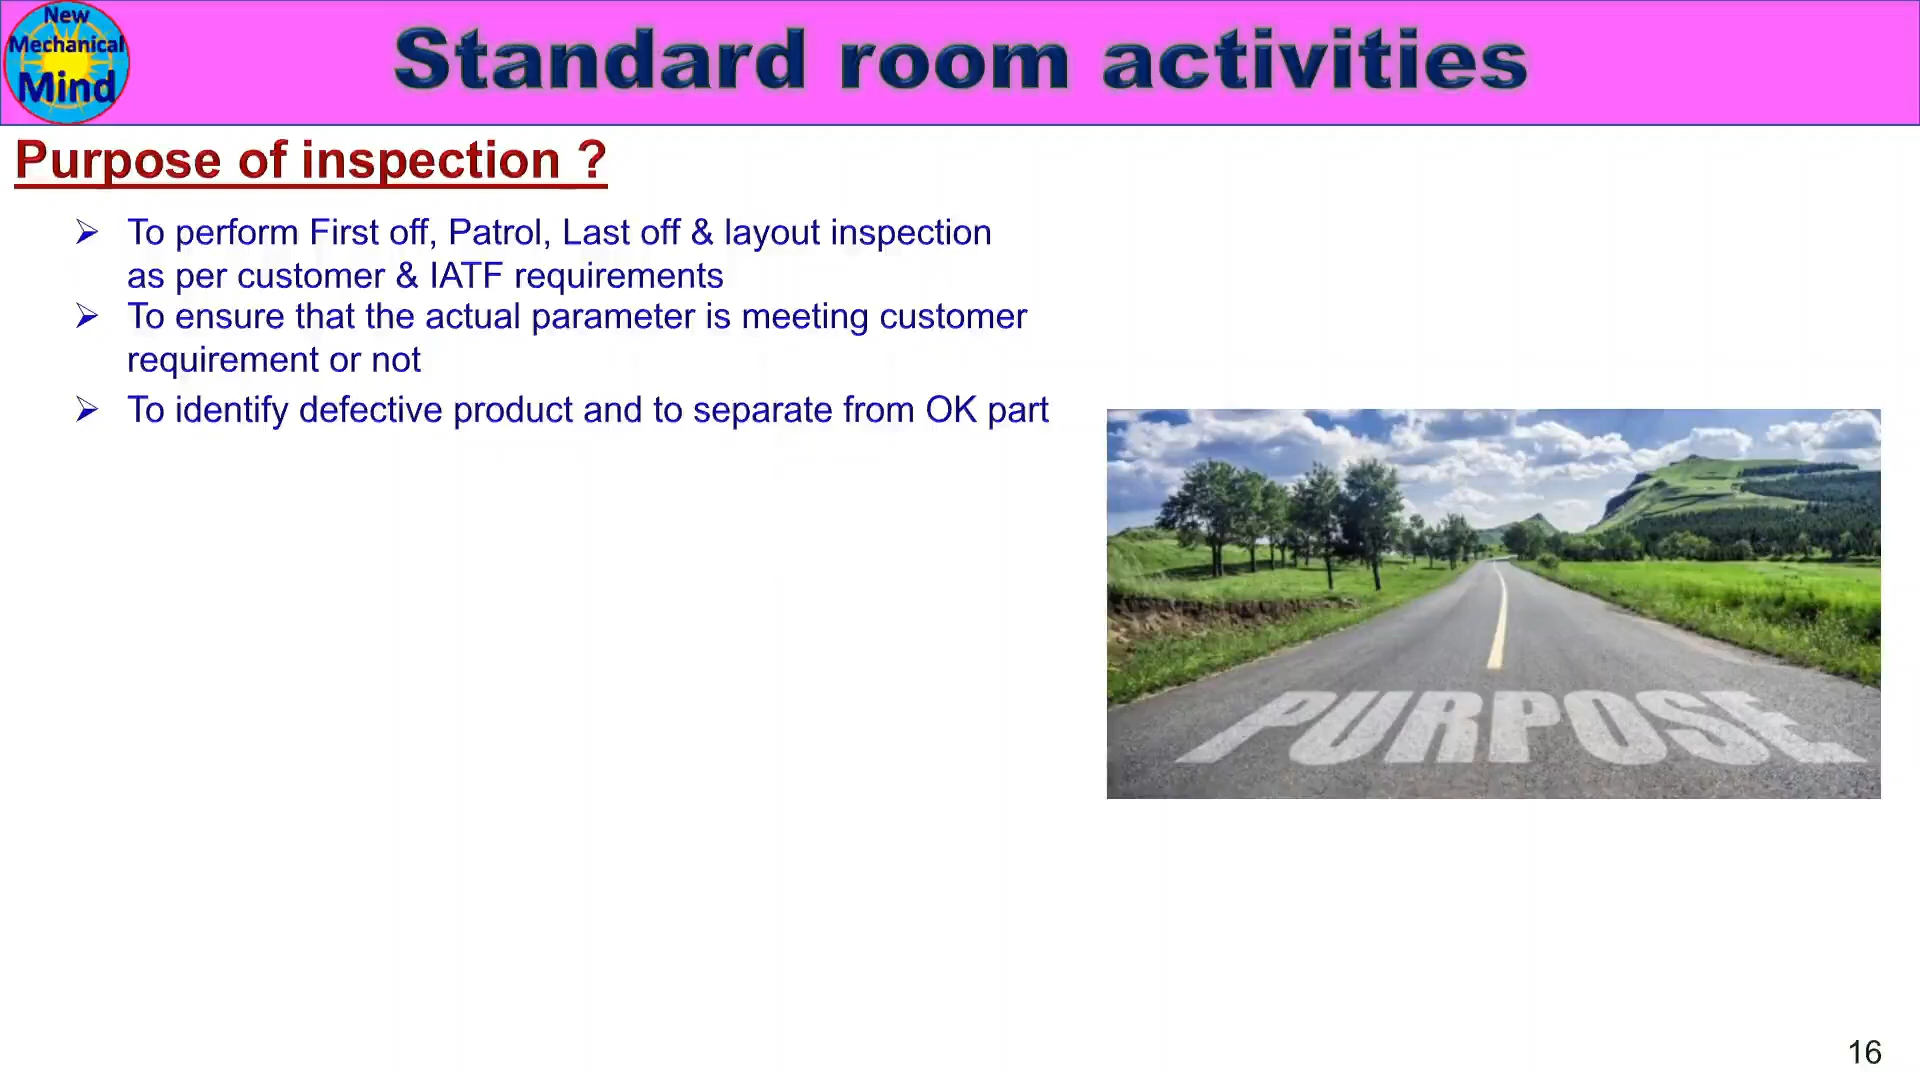 New
Mechanical
Mind
Standard room activities
Purpose of inspection ?
➢ To perform First off, Patrol, Last off & layout inspection
as per customer & IATF requirements
➢ To ensure that the actual parameter is meeting customer
requirement or not
➢ To identify defective product and to separate from OK part
PURPOSE
16